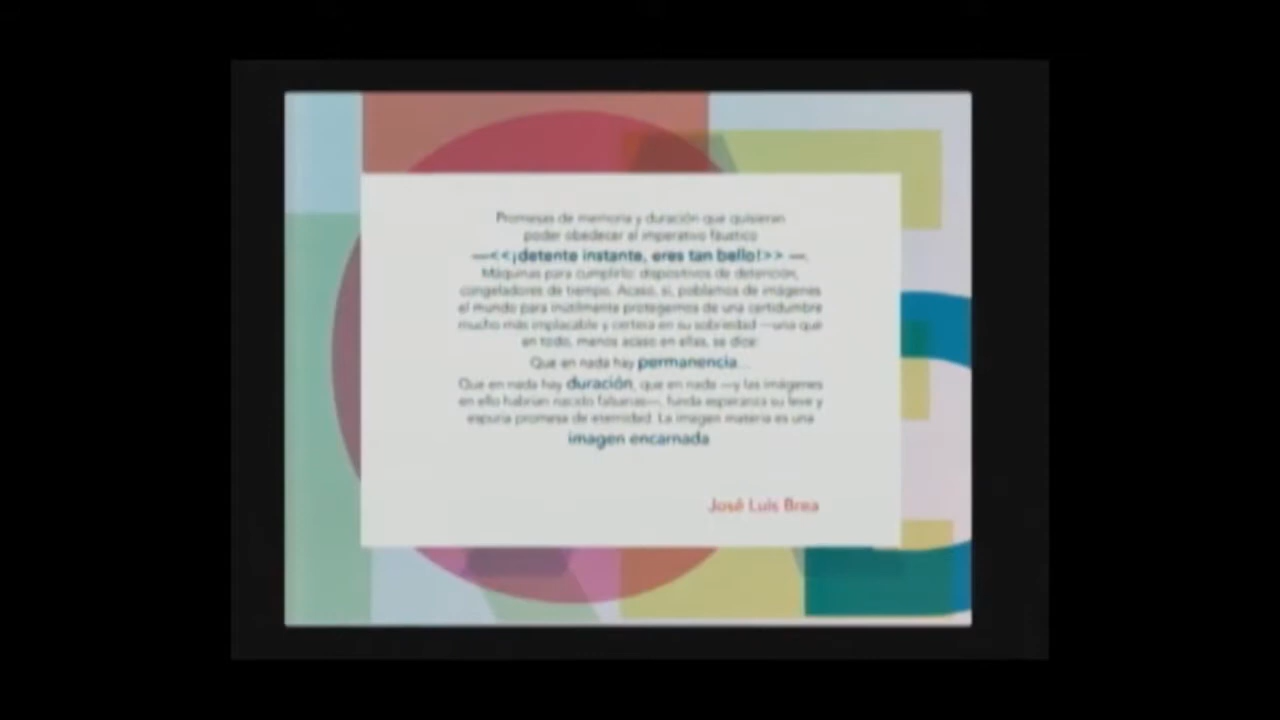 Promesas de memoria y duración que quisieran
poder obedecer el imperativo fáustico
—<<¡detente instante, eres tan bello!>> —.
Máquinas para cumplirlo: dispositivos de detención,
congeladores de tiempo. Acaso, sí, poblamos de imágenes
el mundo para inútilmente protegernos de una certidumbre
mucho más implacable y certera en su sobriedad —una que
en todo, menos acaso en ellas, se dice:
Que en nada hay permanencia...
Que en nada hay duración, que en nada —y las imágenes
en ello habrían nacido falsarias—, funda esperanza su leve y
espuria promesa de eternidad. La imagen materia es una
imagen encarnada
José Luis Brea